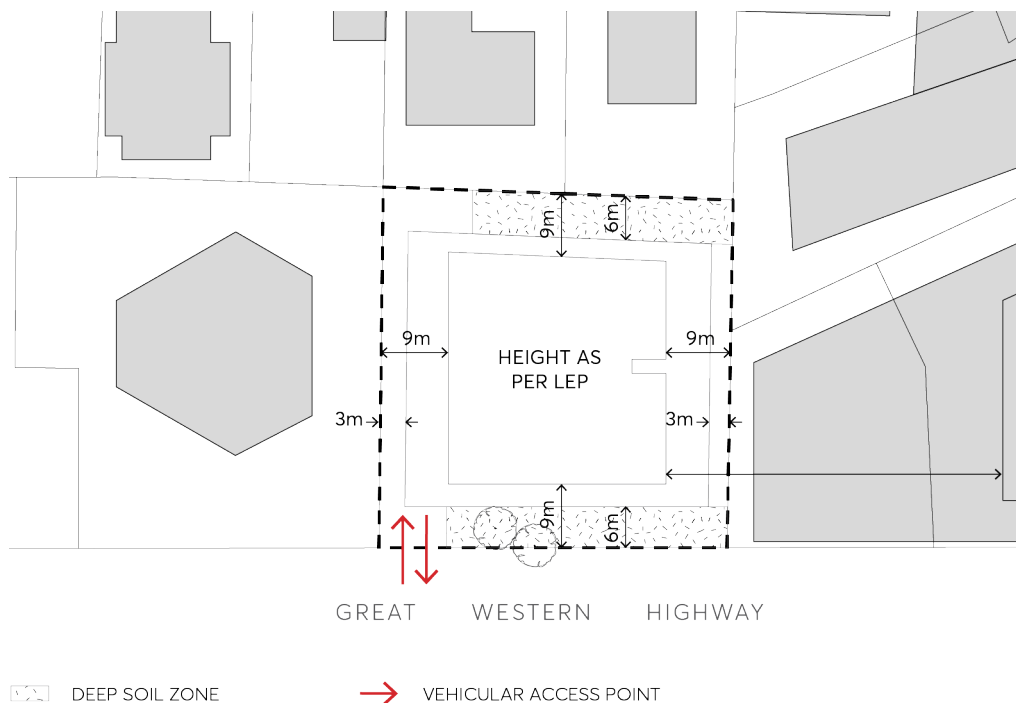 9m
6m
9m
9m
HEIGHT AS
PER LEP
3m
3m
9m
6m
GREAT WESTERN HIGHWAY
DEEP SOIL ZONE
VEHICULAR ACCESS POINT